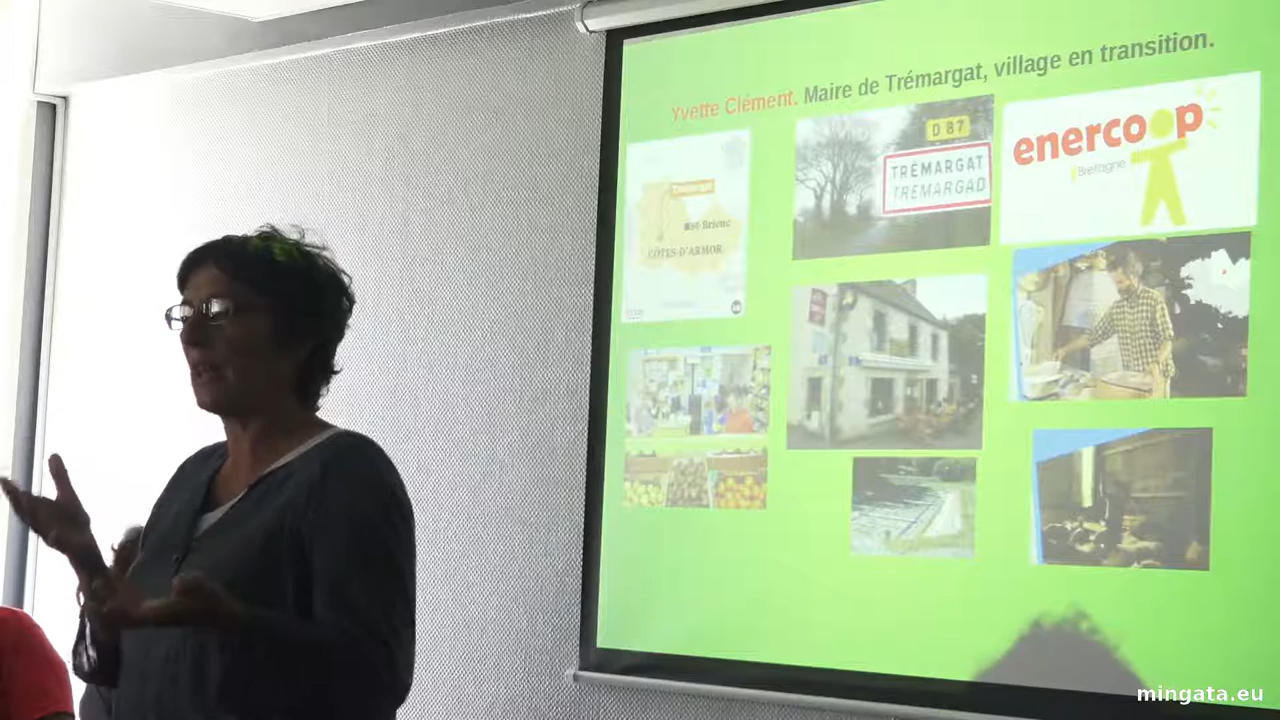 Yvette Clément. Maire de Trémargat, village en transition.
Trémargat
St-Brieuc
CÔTES-D'ARMOR
D 87
TRÉMARGAT
TREMARGAD
enercoop
Bretagne
mingata.eu